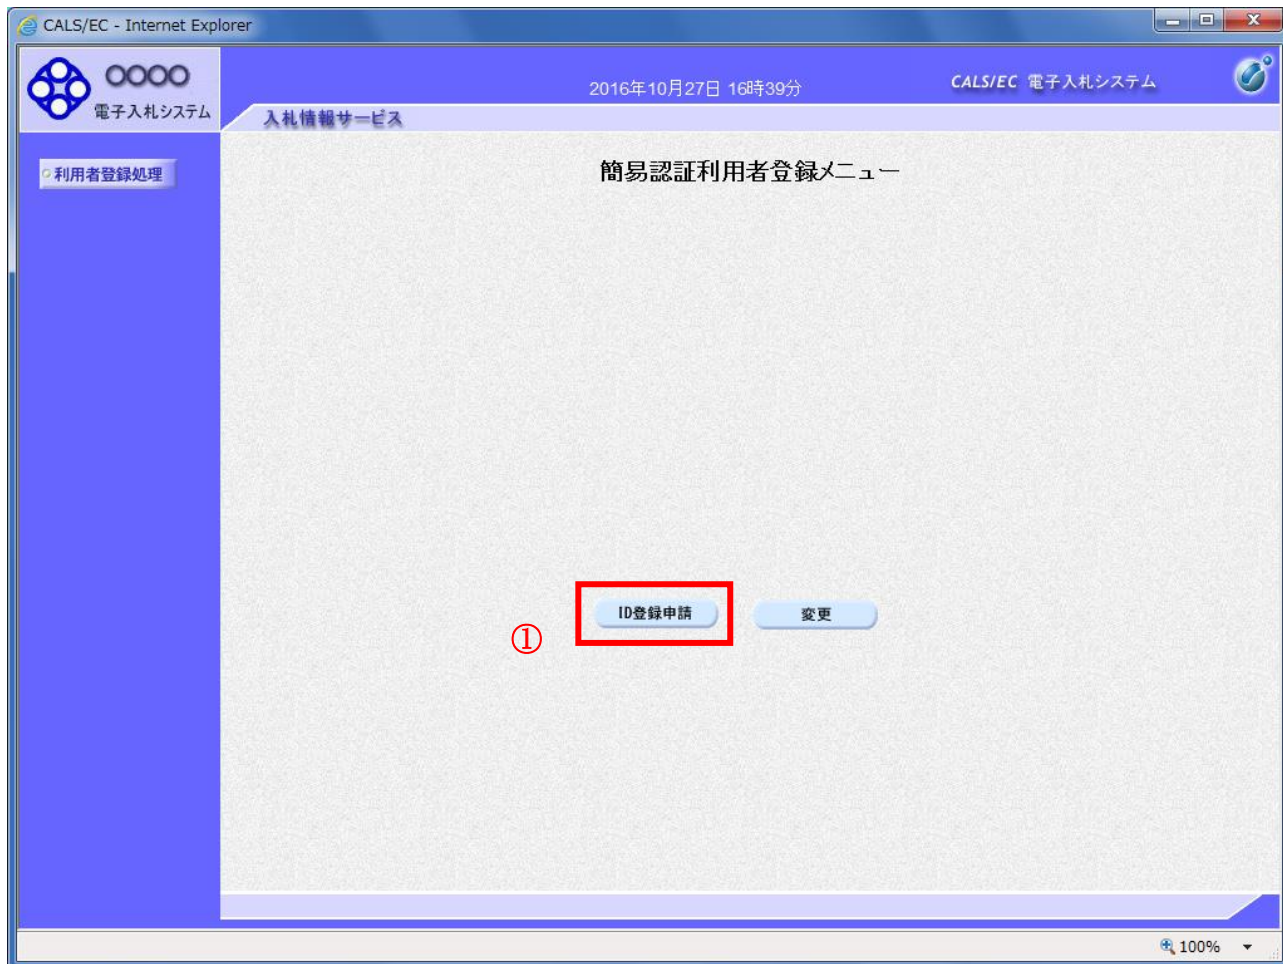 CALS/EC - Internet Explorer
○○○○
電子入札システム
2016年10月27日 16時39分
CALS/EC 電子入札システム
入札情報サービス
利用者登録処理
簡易認証利用者登録メニュー
ID登録申請
変更
①
100%